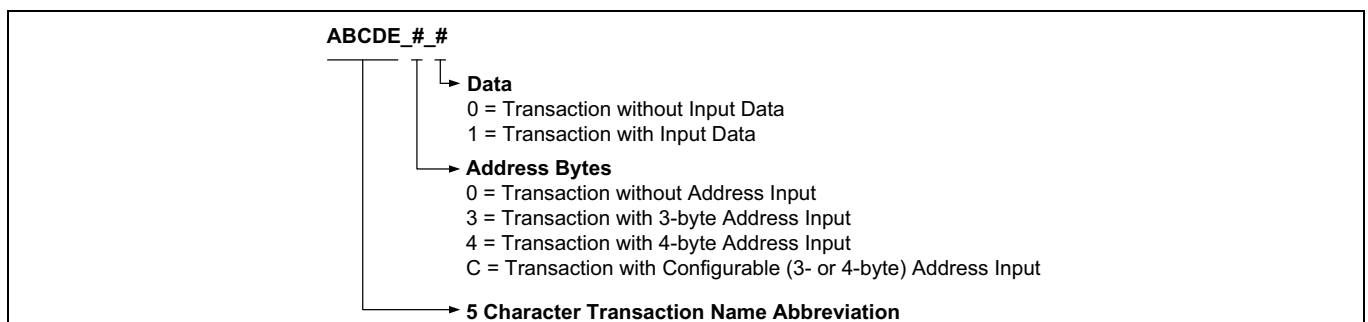 ABCDE_#_#
Data
0 = Transaction without Input Data
1 = Transaction with Input Data
Address Bytes
0 = Transaction without Address Input
3 = Transaction with 3-byte Address Input
4 = Transaction with 4-byte Address Input
C = Transaction with Configurable (3- or 4-byte) Address Input
5 Character Transaction Name Abbreviation